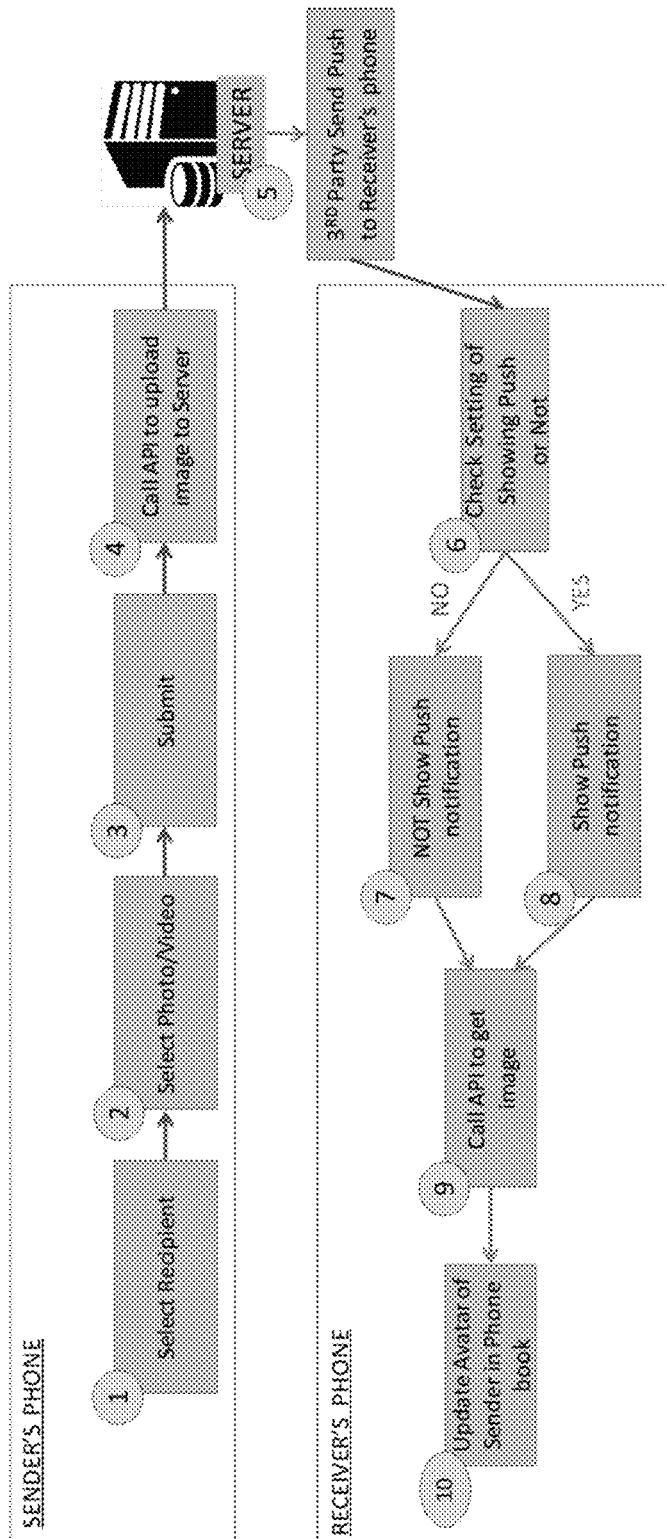 SENDER'S PHONE
1
Select Recipient
2
Select Photo/Video
3
Submit
4
Call API to upload
image to Server
SERVER
5
3RD Party Send Push
to Receiver's phone
RECEIVER'S PHONE
6
Check Setting of
Showing Push
or Not
NO
YES
7
NOT Show Push
notification
8
Show Push
notification
9
Call API to get
image
10
Update Avatar of
Sender in Phone
book